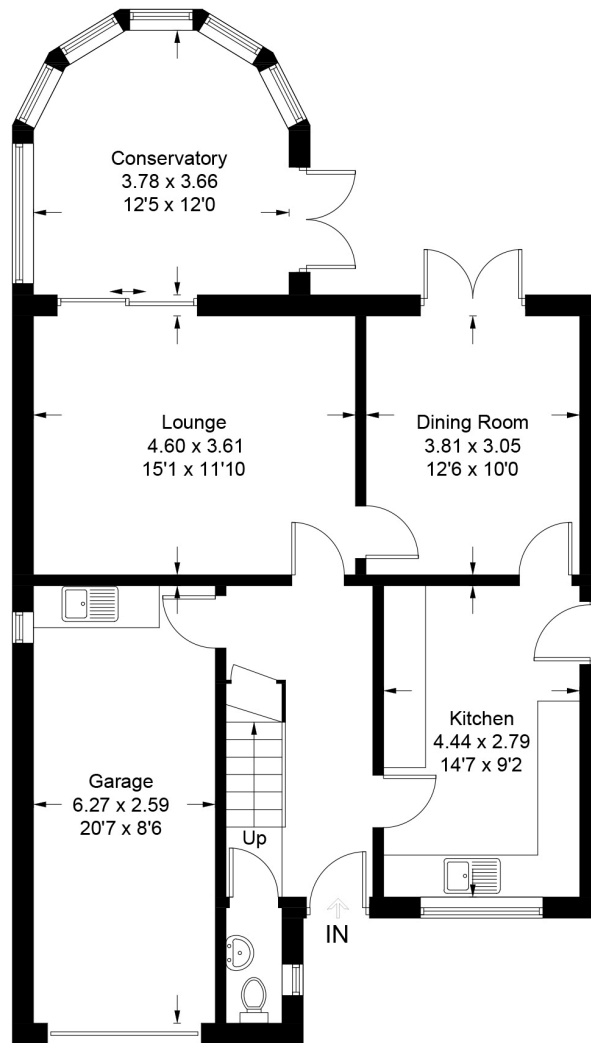 Conservatory
3.78 x 3.66
12'5 x 12'0
Lounge
4.60 x 3.61
15'1 x 11'10
Dining Room
3.81 x 3.05
12'6 x 10'0
Kitchen
4.44 x 2.79
14'7 x 9'2
Garage
6.27 x 2.59
20'7 x 8'6
Up
IN